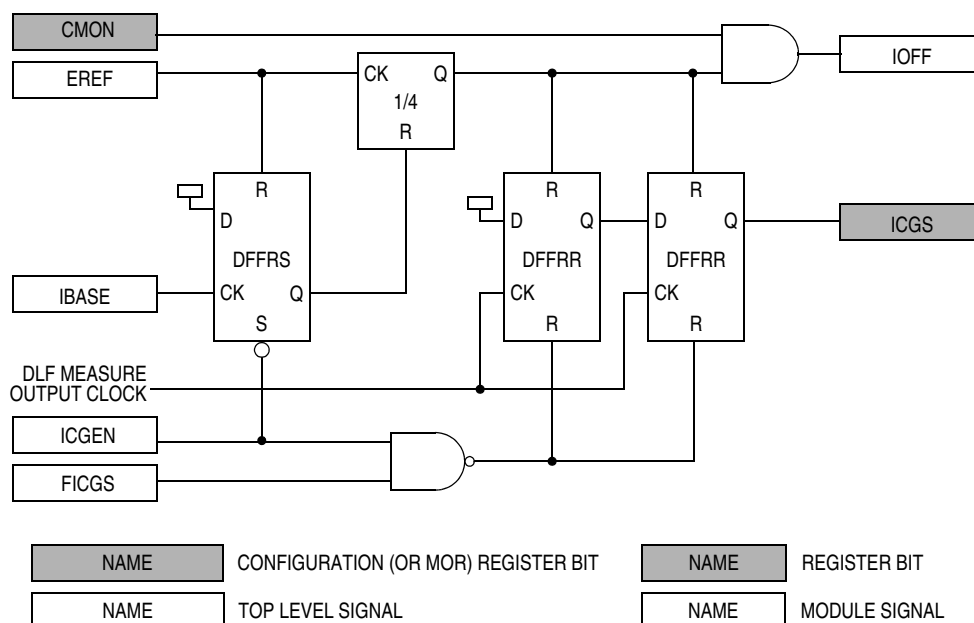 CMON
EREF
CK Q
1/4
R
IOFF
R
D
DFFRS
CK Q
S
R
D Q
DFFRR
CK
R
R
D Q
DFFRR
CK
R
ICGS
IBASE
DLF MEASURE
OUTPUT CLOCK
ICGEN
FICGS
NAME CONFIGURATION (OR MOR) REGISTER BIT
NAME REGISTER BIT
NAME TOP LEVEL SIGNAL
NAME MODULE SIGNAL